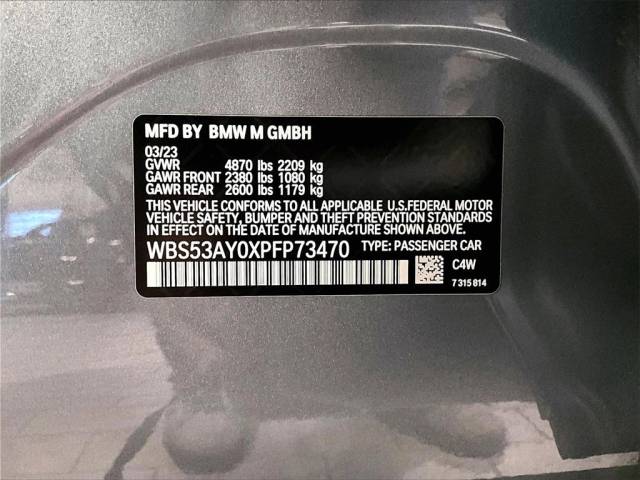 MFD BY BMW M GMBH
03/23
GVWR 4870 lbs 2209 kg
GAWR FRONT 2380 lbs 1080 kg
GAWR REAR 2600 lbs 1179 kg
THIS VEHICLE CONFORMS TO ALL APPLICABLE U.S.FEDERAL MOTOR
VEHICLE SAFETY, BUMPER AND THEFT PREVENTION STANDARDS
IN EFFECT ON THE DATE OF MANUFACTURE SHOWN ABOVE.
WBS53AY0XPFP73470 TYPE: PASSENGER CAR
C4W
7 315 814